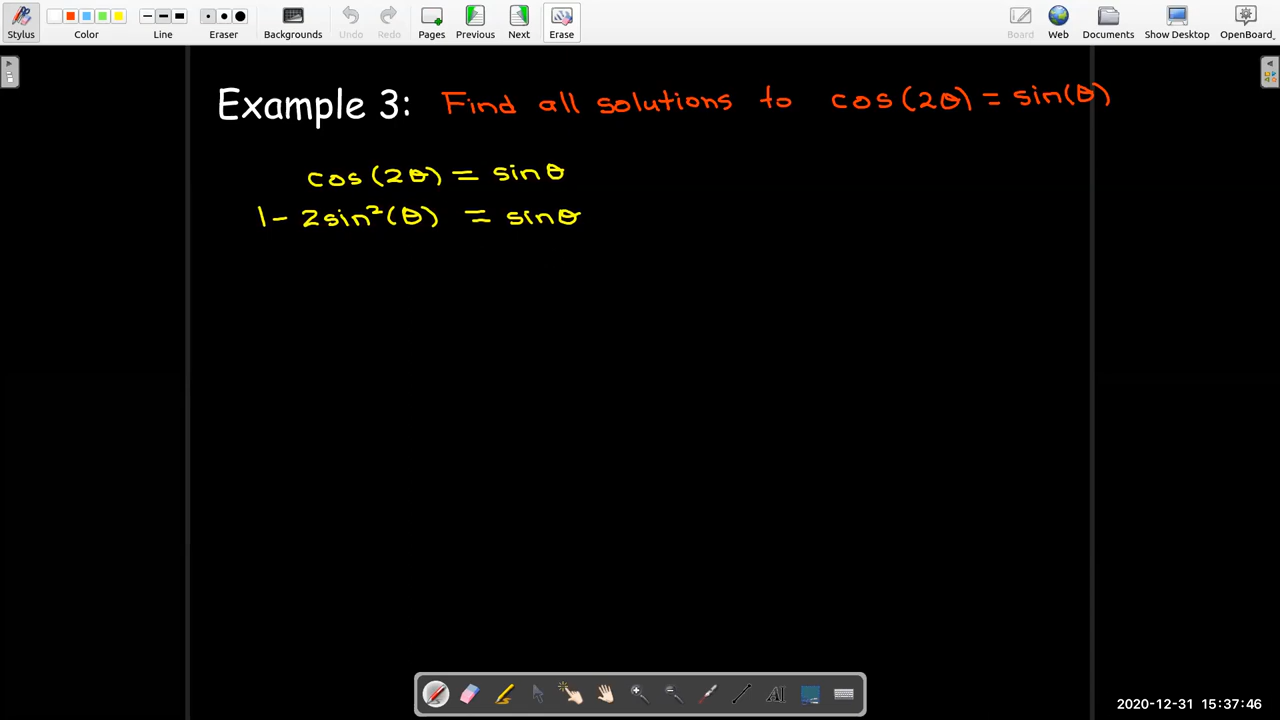 Stylus Color Line Eraser Backgrounds Undo Redo Pages Previous Next Erase Board Web Documents Show Desktop OpenBoard
Example 3: Find all solutions to cos(2θ) = sin(θ)
cos(2θ) = sinθ
1 - 2sin²(θ) = sinθ
AI
2020-12-31 15:37:46